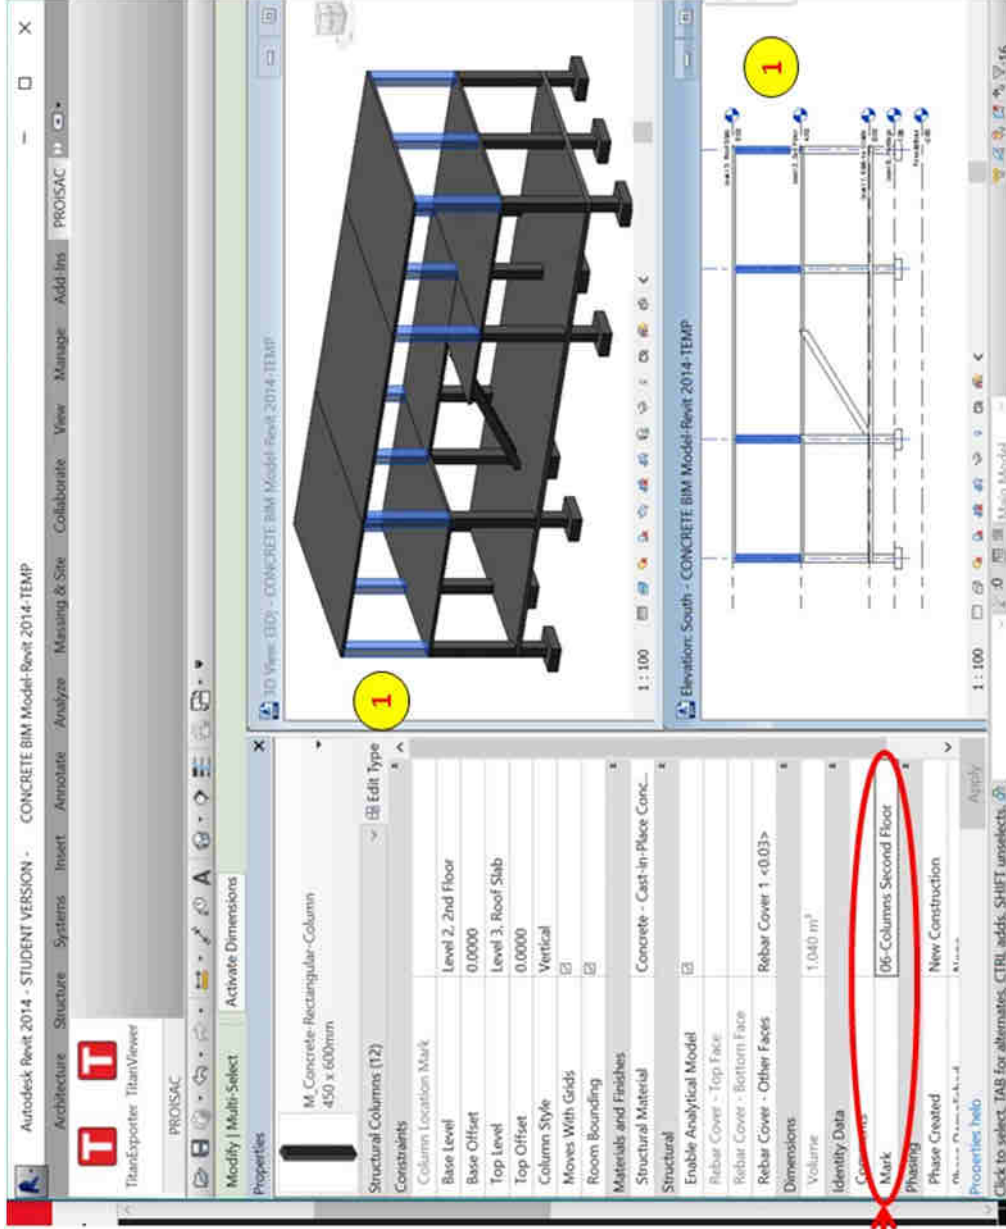 Autodesk Revit 2014 - STUDENT VERSION - CONCRETE BIM Model-Revit 2014-TEMP
Architecture Structure Systems Insert Annotate Analyze Massing & Site Collaborate View Manage Add-Ins PROISAC
TitanExporter TitanViewer
PROISAC
Modify | Multi-Select Activate Dimensions
Properties
M_Concrete-Rectangular-Column
450 x 600mm
Structural Columns (12) Edit Type
Constraints
Column Location Mark
Base Level Level 2, 2nd Floor
Base Offset 0.0000
Top Level Level 3, Roof Slab
Top Offset 0.0000
Column Style Vertical
Moves With Grids
Room Bounding
Materials and Finishes
Structural Material Concrete - Cast-in-Place Conc...
Structural
Enable Analytical Model
Rebar Cover - Top Face
Rebar Cover - Bottom Face
Rebar Cover - Other Faces Rebar Cover 1 <0.03>
Dimensions
Volume 1.040 m³
Identity Data
Mark 06-Columns Second Floor
Phasing
Phase Created New Construction
Properties help Apply
3D View: {3D} - CONCRETE BIM Model-Revit 2014-TEMP
1
1 : 100
Elevation: South - CONCRETE BIM Model-Revit 2014-TEMP
1
1 : 100
Click to select, TAB for alternates, CTRL adds, SHIFT unselects.
:0 Main Model :16